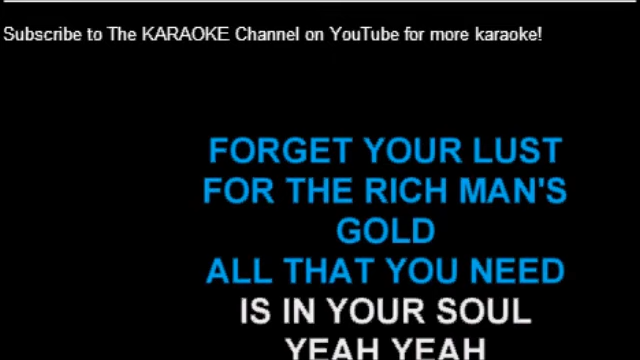 Subscribe to The KARAOKE Channel on YouTube for more karaoke!
FORGET YOUR LUST
FOR THE RICH MAN'S
GOLD
ALL THAT YOU NEED
IS IN YOUR SOUL
YEAH YEAH